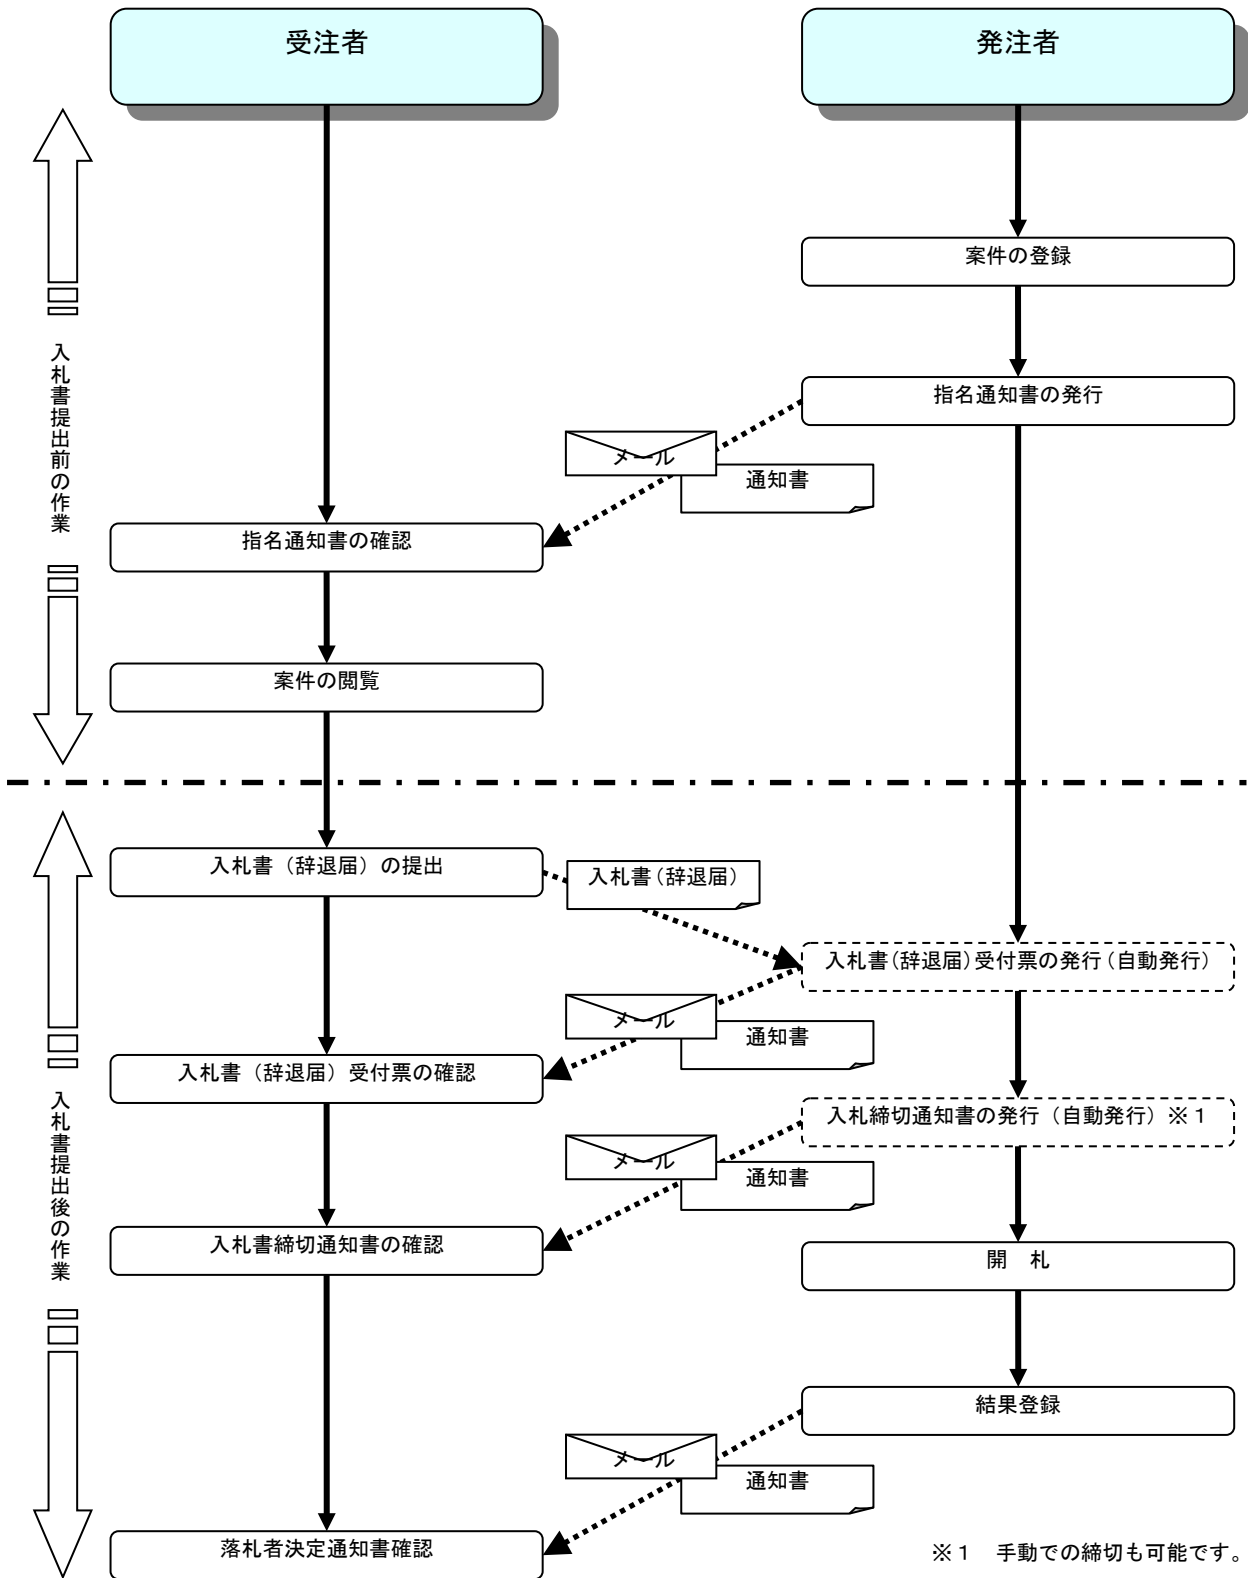 受注者
発注者
案件の登録
指名通知書の発行
メール
通知書
指名通知書の確認
案件の閲覧
入札書提出前の作業
入札書（辞退届）の提出
入札書（辞退届）
入札書（辞退届）受付票の発行（自動発行）
メール
通知書
入札書（辞退届）受付票の確認
入札締切通知書の発行（自動発行）※１
メール
通知書
入札書締切通知書の確認
開　札
結果登録
メール
通知書
落札者決定通知書確認
入札書提出後の作業
※１　手動での締切も可能です。